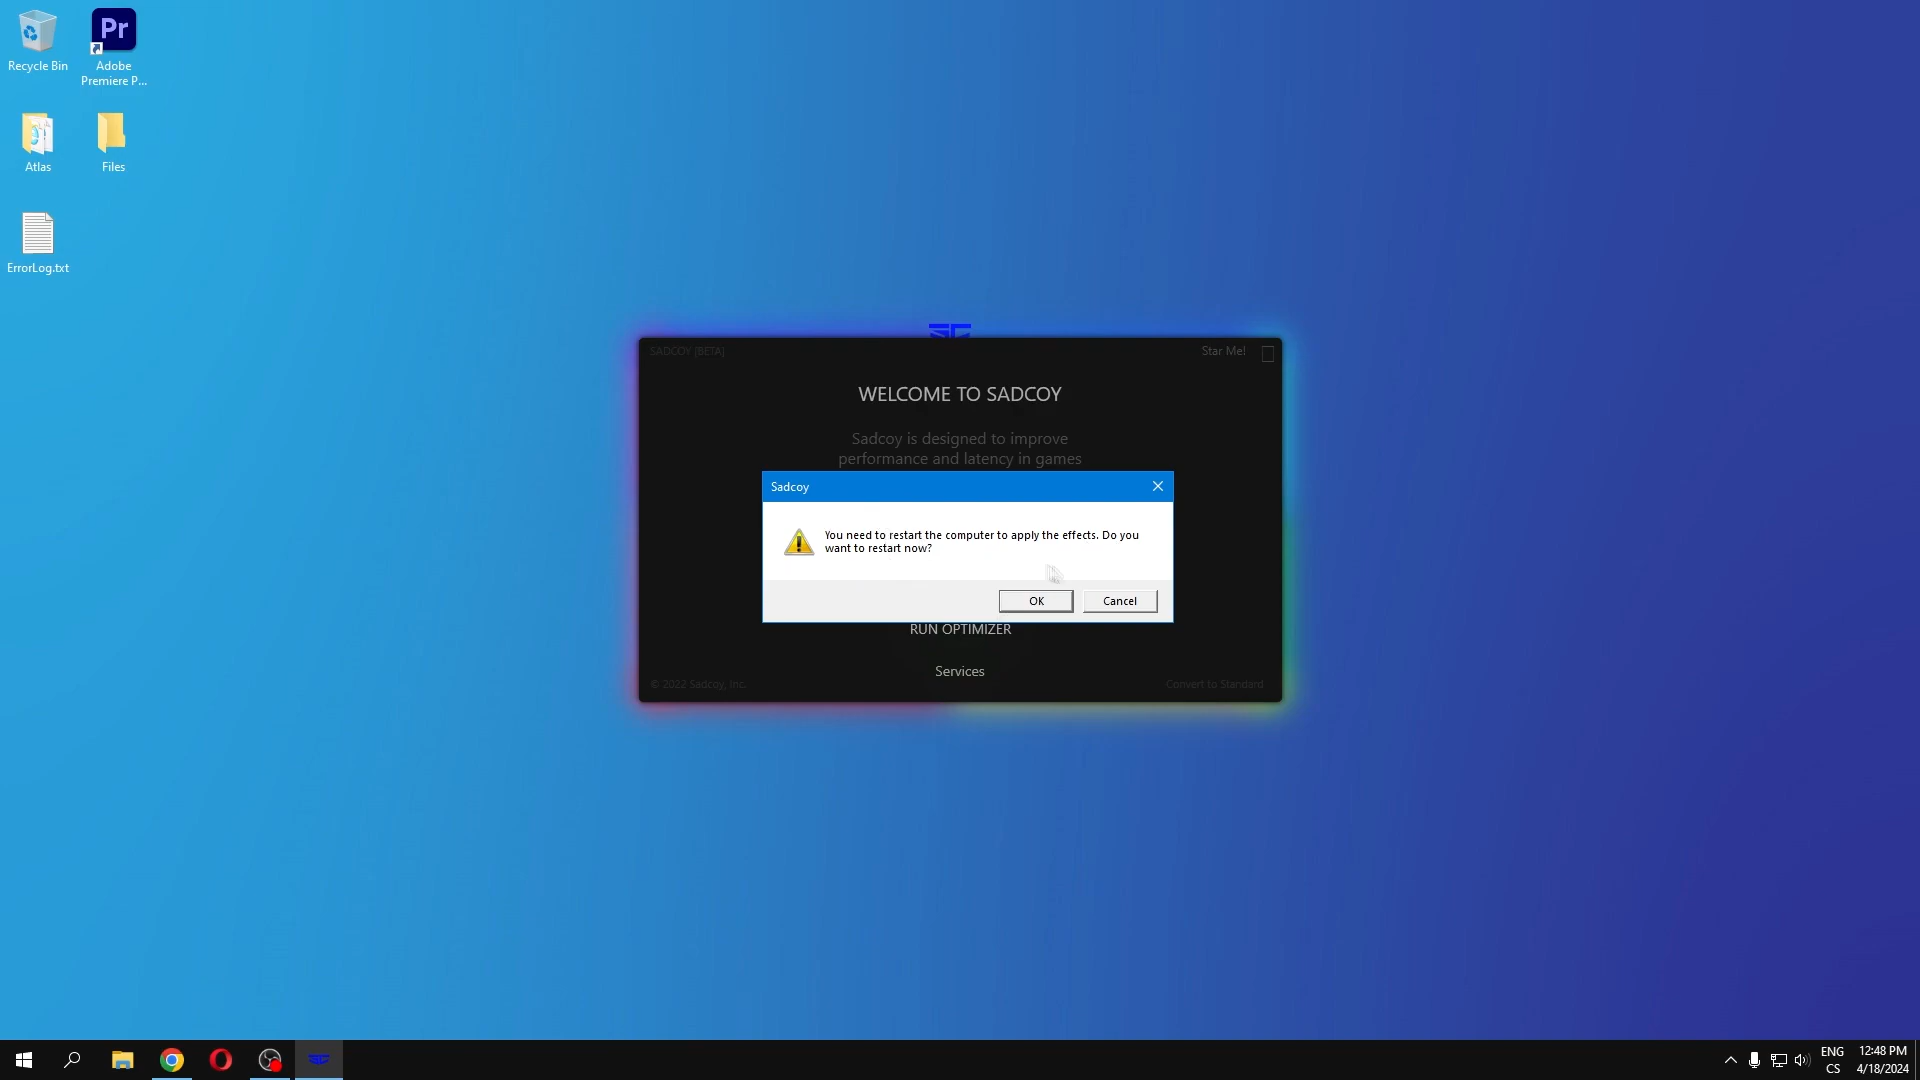 Recycle Bin
Pr
Adobe
Premiere P...
Atlas
Files
ErrorLog.txt
SADCOY [BETA]
Star Me!
WELCOME TO SADCOY
Sadcoy is designed to improve
performance and latency in games
Sadcoy
You need to restart the computer to apply the effects. Do you
want to restart now?
OK
Cancel
RUN OPTIMIZER
Services
© 2022 Sadcoy, Inc.
Convert to Standard
ENG
CS
12:48 PM
4/18/2024